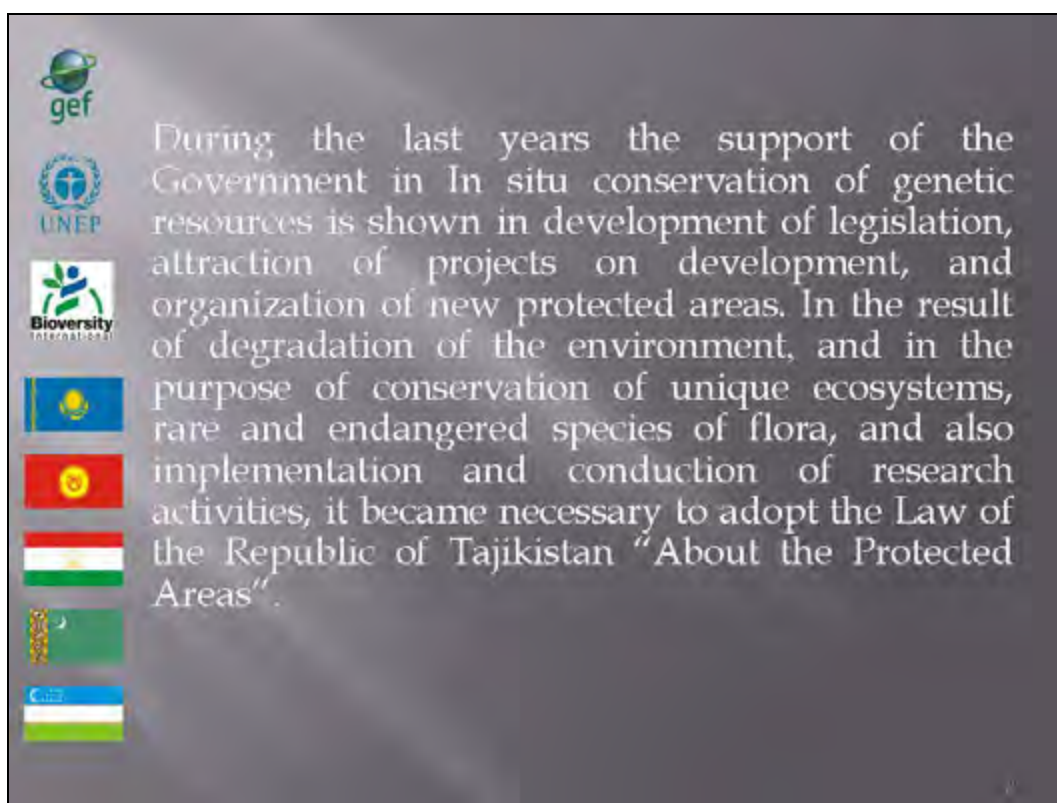 gef
UNEP
Bioversity
International
During the last years the support of the
Government in In situ conservation of genetic
resources is shown in development of legislation,
attraction of projects on development, and
organization of new protected areas. In the result
of degradation of the environment, and in the
purpose of conservation of unique ecosystems,
rare and endangered species of flora, and also
implementation and conduction of research
activities, it became necessary to adopt the Law of
the Republic of Tajikistan “About the Protected
Areas”.